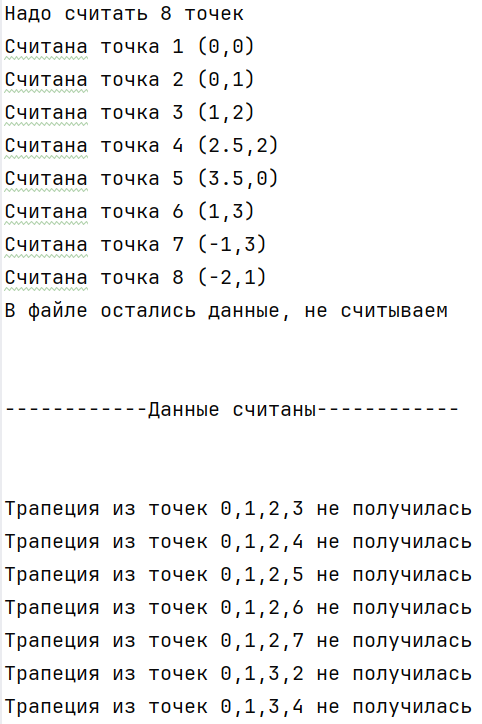 Надо считать 8 точек
Считана точка 1 (0,0)
Считана точка 2 (0,1)
Считана точка 3 (1,2)
Считана точка 4 (2.5,2)
Считана точка 5 (3.5,0)
Считана точка 6 (1,3)
Считана точка 7 (-1,3)
Считана точка 8 (-2,1)
В файле остались данные, не считываем
------------Данные считаны------------
Трапеция из точек 0,1,2,3 не получилась
Трапеция из точек 0,1,2,4 не получилась
Трапеция из точек 0,1,2,5 не получилась
Трапеция из точек 0,1,2,6 не получилась
Трапеция из точек 0,1,2,7 не получилась
Трапеция из точек 0,1,3,2 не получилась
Трапеция из точек 0,1,3,4 не получилась